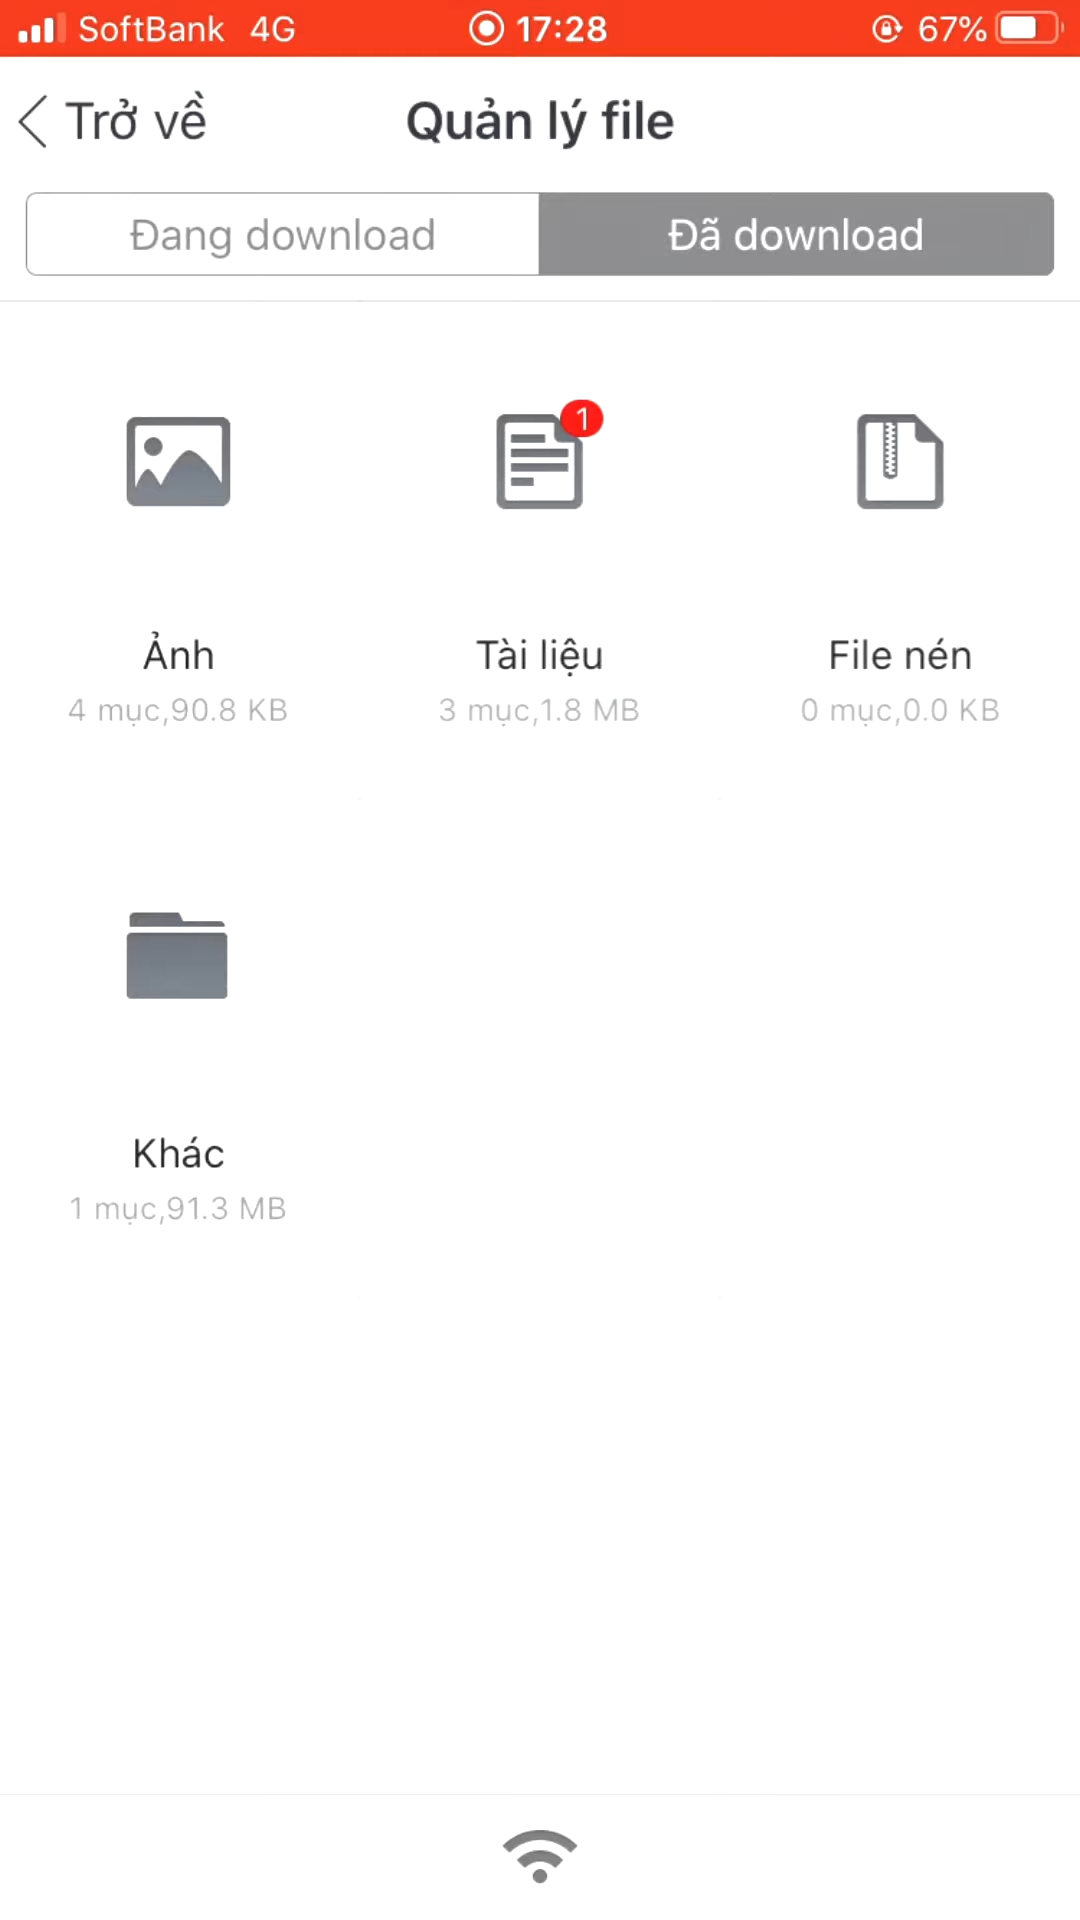 SoftBank 4G 17:28 67%
Trở về Quản lý file
Đang download Đã download
1
Ảnh Tài liệu File nén
4 mục,90.8 KB 3 mục,1.8 MB 0 mục,0.0 KB
Khác
1 mục,91.3 MB